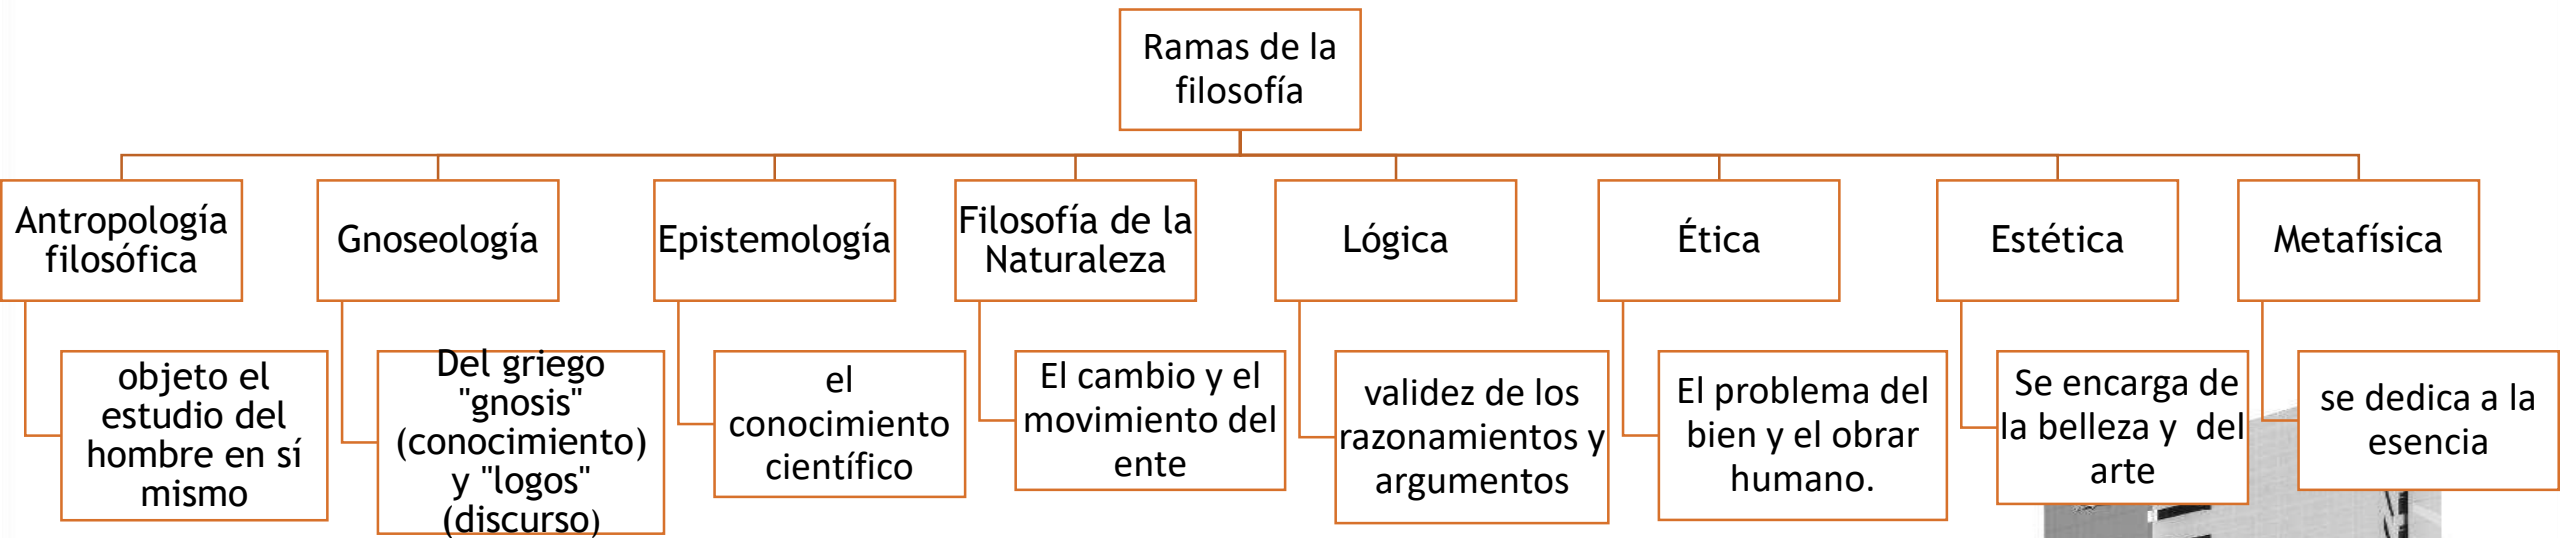 Ramas de la
filosofía
Antropología
filosófica
Gnoseología
Epistemología
Filosofía de la
Naturaleza
Lógica
Ética
Estética
Metafísica
objeto el
estudio del
hombre en sí
mismo
Del griego
"gnosis"
(conocimiento)
y "logos"
(discurso)
el
conocimiento
científico
El cambio y el
movimiento del
ente
validez de los
razonamientos y
argumentos
El problema del
bien y el obrar
humano.
Se encarga de
la belleza y del
arte
se dedica a la
esencia